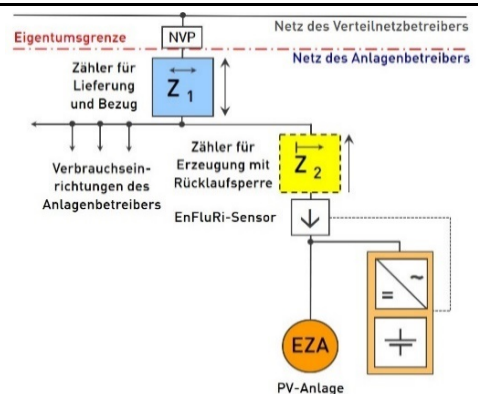 Netz des Verteilnetzbetreibers
Eigentumsgrenze
NVP
Netz des Anlagenbetreibers
Zähler für
Lieferung
und Bezug
Z 1
Verbrauchsein-
richtungen des
Anlagenbetreibers
Zähler für
Erzeugung mit
Rücklaufsperre
Z 2
EnFluRi-Sensor
~
=
EZA
PV-Anlage